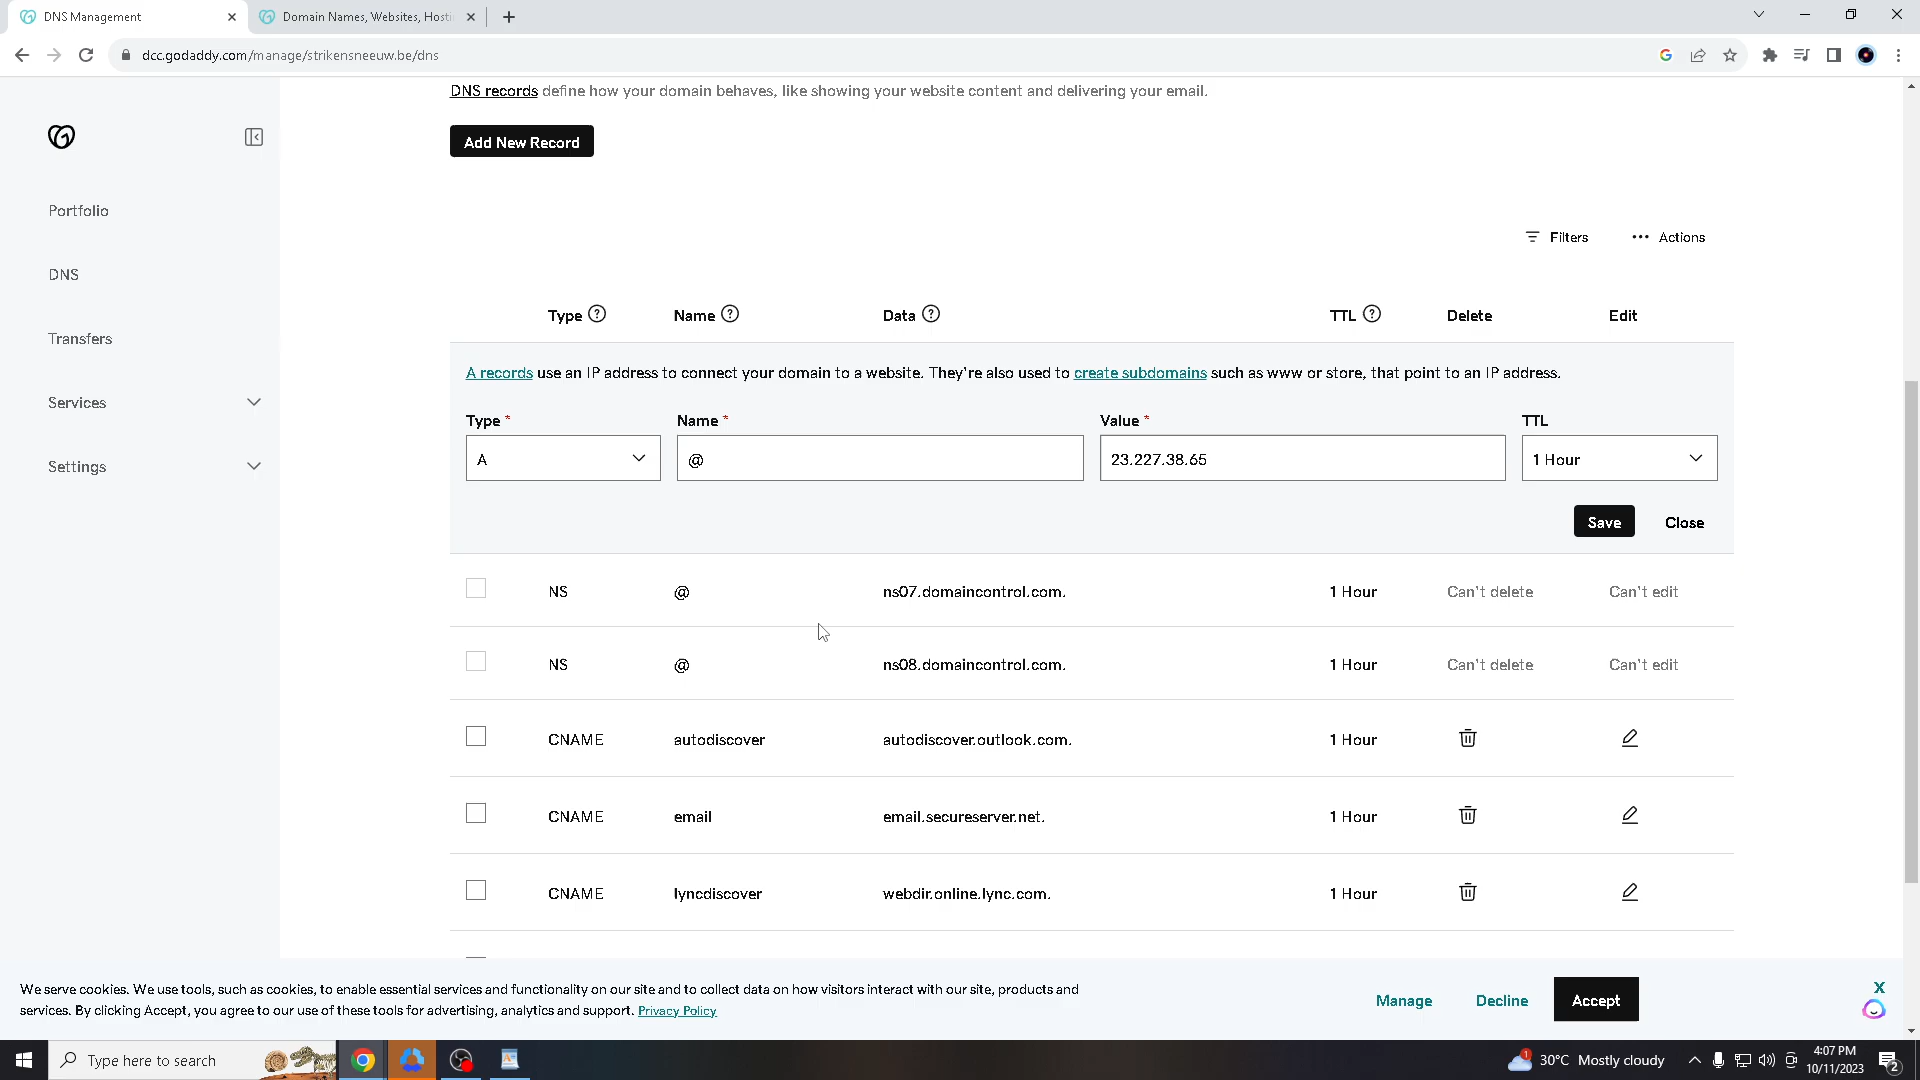 DNS Management
Domain Names, Websites, Hosti
dcc.godaddy.com/manage/strikensneeuw.be/dns
DNS records define how your domain behaves, like showing your website content and delivering your email.
Add New Record
Portfolio
DNS
Transfers
Services
Settings
Filters
Actions
Type
Name
Data
TTL
Delete
Edit
A records use an IP address to connect your domain to a website. They're also used to create subdomains such as www or store, that point to an IP address.
Type *
Name *
Value *
TTL
A
@
23.227.38.65
1 Hour
Save
Close
NS @ ns07.domaincontrol.com. 1 Hour Can't delete Can't edit
NS @ ns08.domaincontrol.com. 1 Hour Can't delete Can't edit
CNAME autodiscover autodiscover.outlook.com. 1 Hour
CNAME email email.secureserver.net. 1 Hour
CNAME lyncdiscover webdir.online.lync.com. 1 Hour
We serve cookies. We use tools, such as cookies, to enable essential services and functionality on our site and to collect data on how visitors interact with our site, products and
services. By clicking Accept, you agree to our use of these tools for advertising, analytics and support. Privacy Policy
Manage
Decline
Accept
X
Type here to search
1
30°C Mostly cloudy
4:07 PM
10/11/2023
2